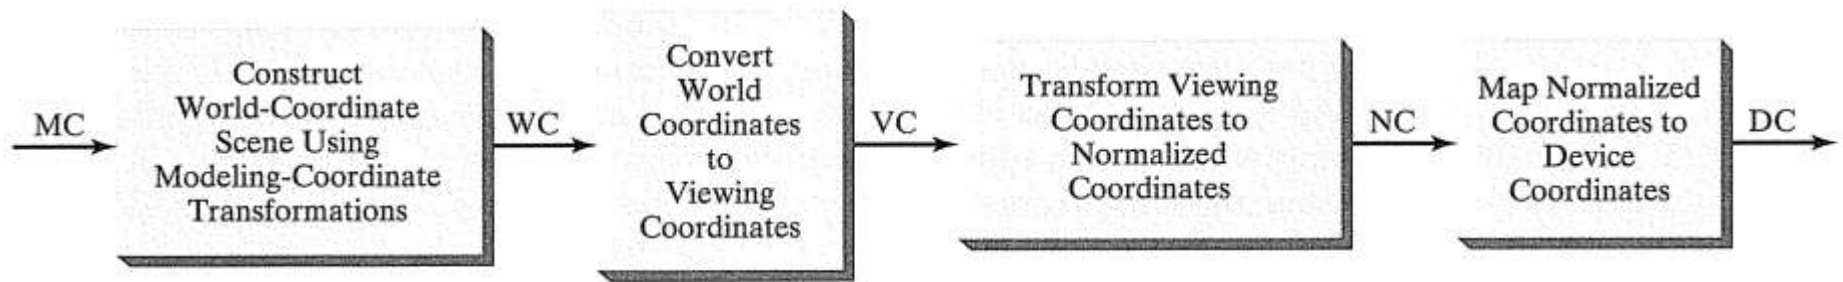 MC
Construct
World-Coordinate
Scene Using
Modeling-Coordinate
Transformations
WC
Convert
World
Coordinates
to
Viewing
Coordinates
VC
Transform Viewing
Coordinates to
Normalized
Coordinates
NC
Map Normalized
Coordinates to
Device
Coordinates
DC